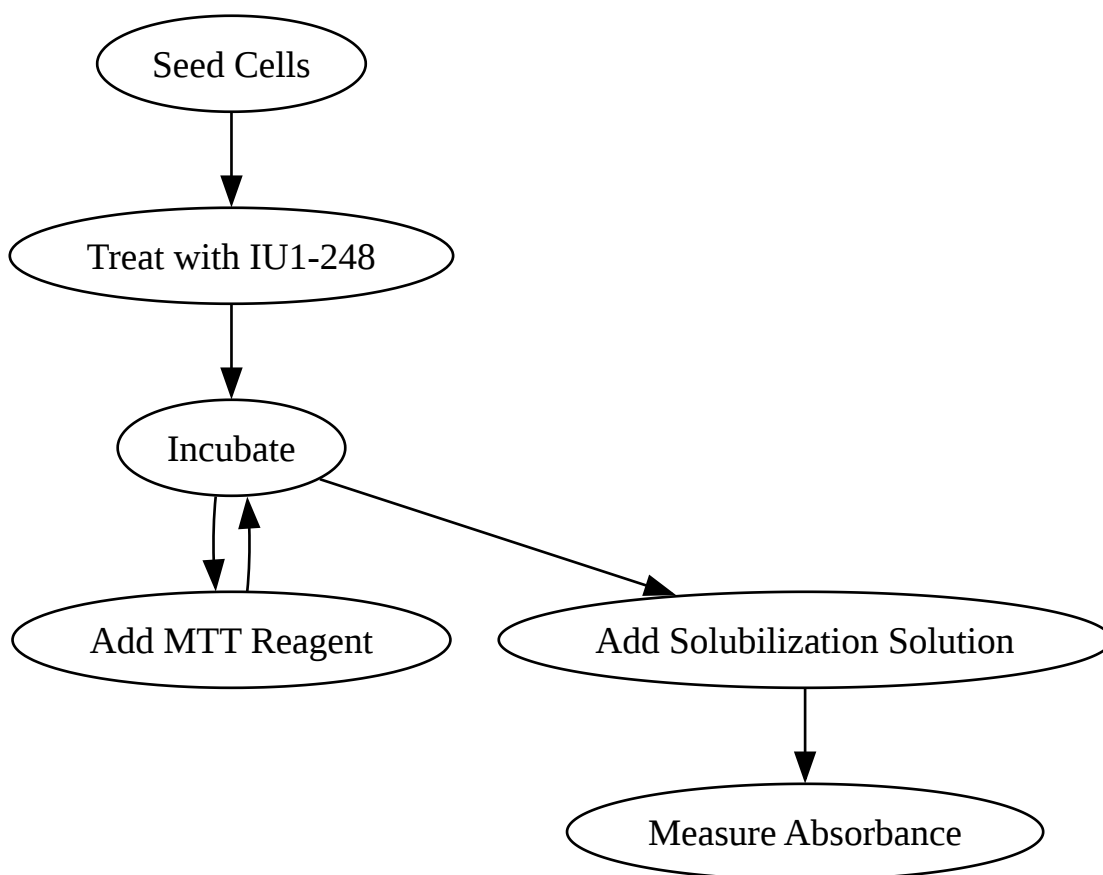 Seed Cells
Treat with IU1-248
Incubate
Add MTT Reagent
Add Solubilization Solution
Measure Absorbance